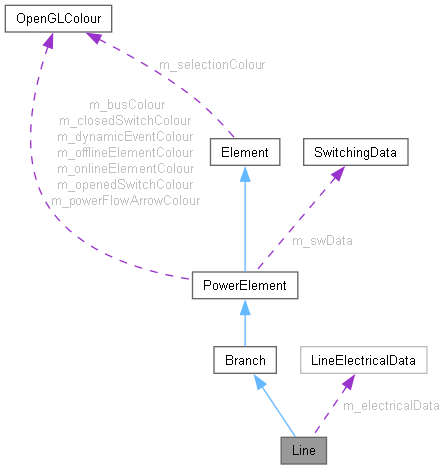 OpenGLColour
m_selectionColour
m_busColour
m_closedSwitchColour
m_dynamicEventColour
m_offlineElementColour
m_onlineElementColour
m_openedSwitchColour
m_powerFlowArrowColour
Element
SwitchingData
m_swData
PowerElement
Branch
LineElectricalData
m_electricalData
Line